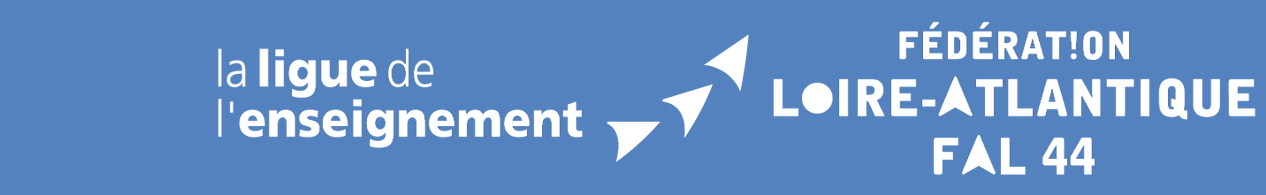 la ligue de
l'enseignement
FÉDÉRAT!ON
LOIRE-ATLANTIQUE
FAL 44